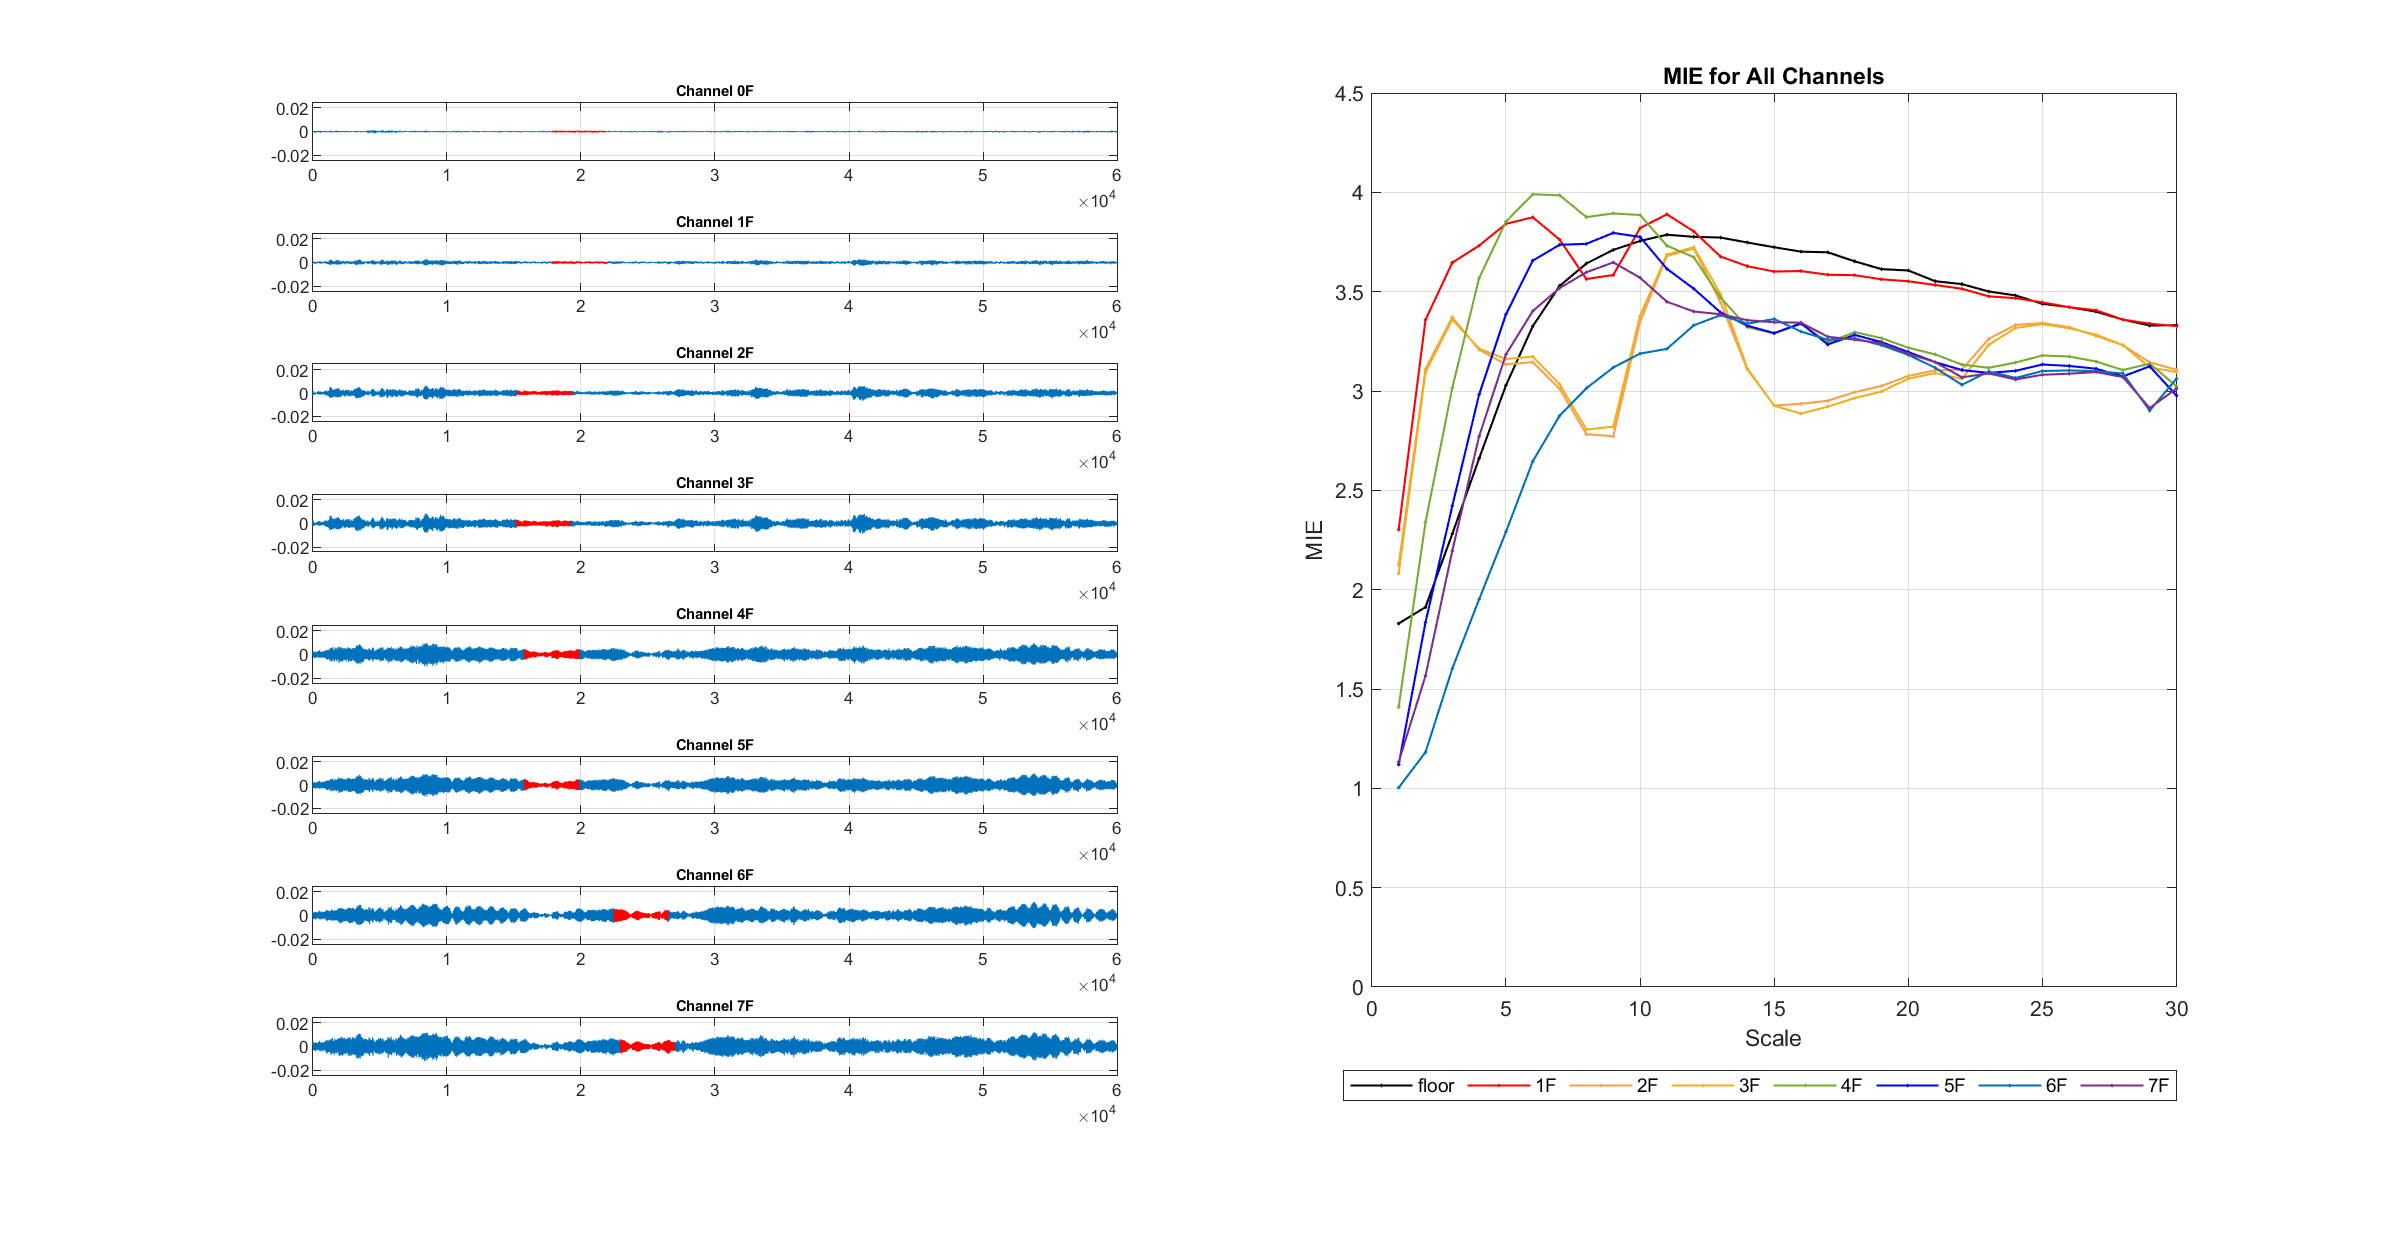 Channel 0F
0.02
0
-0.02
0 1 2 3 4 5 6
×10^4
Channel 1F
0.02
0
-0.02
0 1 2 3 4 5 6
×10^4
Channel 2F
0.02
0
-0.02
0 1 2 3 4 5 6
×10^4
Channel 3F
0.02
0
-0.02
0 1 2 3 4 5 6
×10^4
Channel 4F
0.02
0
-0.02
0 1 2 3 4 5 6
×10^4
Channel 5F
0.02
0
-0.02
0 1 2 3 4 5 6
×10^4
Channel 6F
0.02
0
-0.02
0 1 2 3 4 5 6
×10^4
Channel 7F
0.02
0
-0.02
0 1 2 3 4 5 6
×10^4
MIE for All Channels
4.5
4
3.5
3
2.5
2
1.5
1
0.5
0
MIE
0 5 10 15 20 25 30
Scale
floor 1F 2F 3F 4F 5F 6F 7F